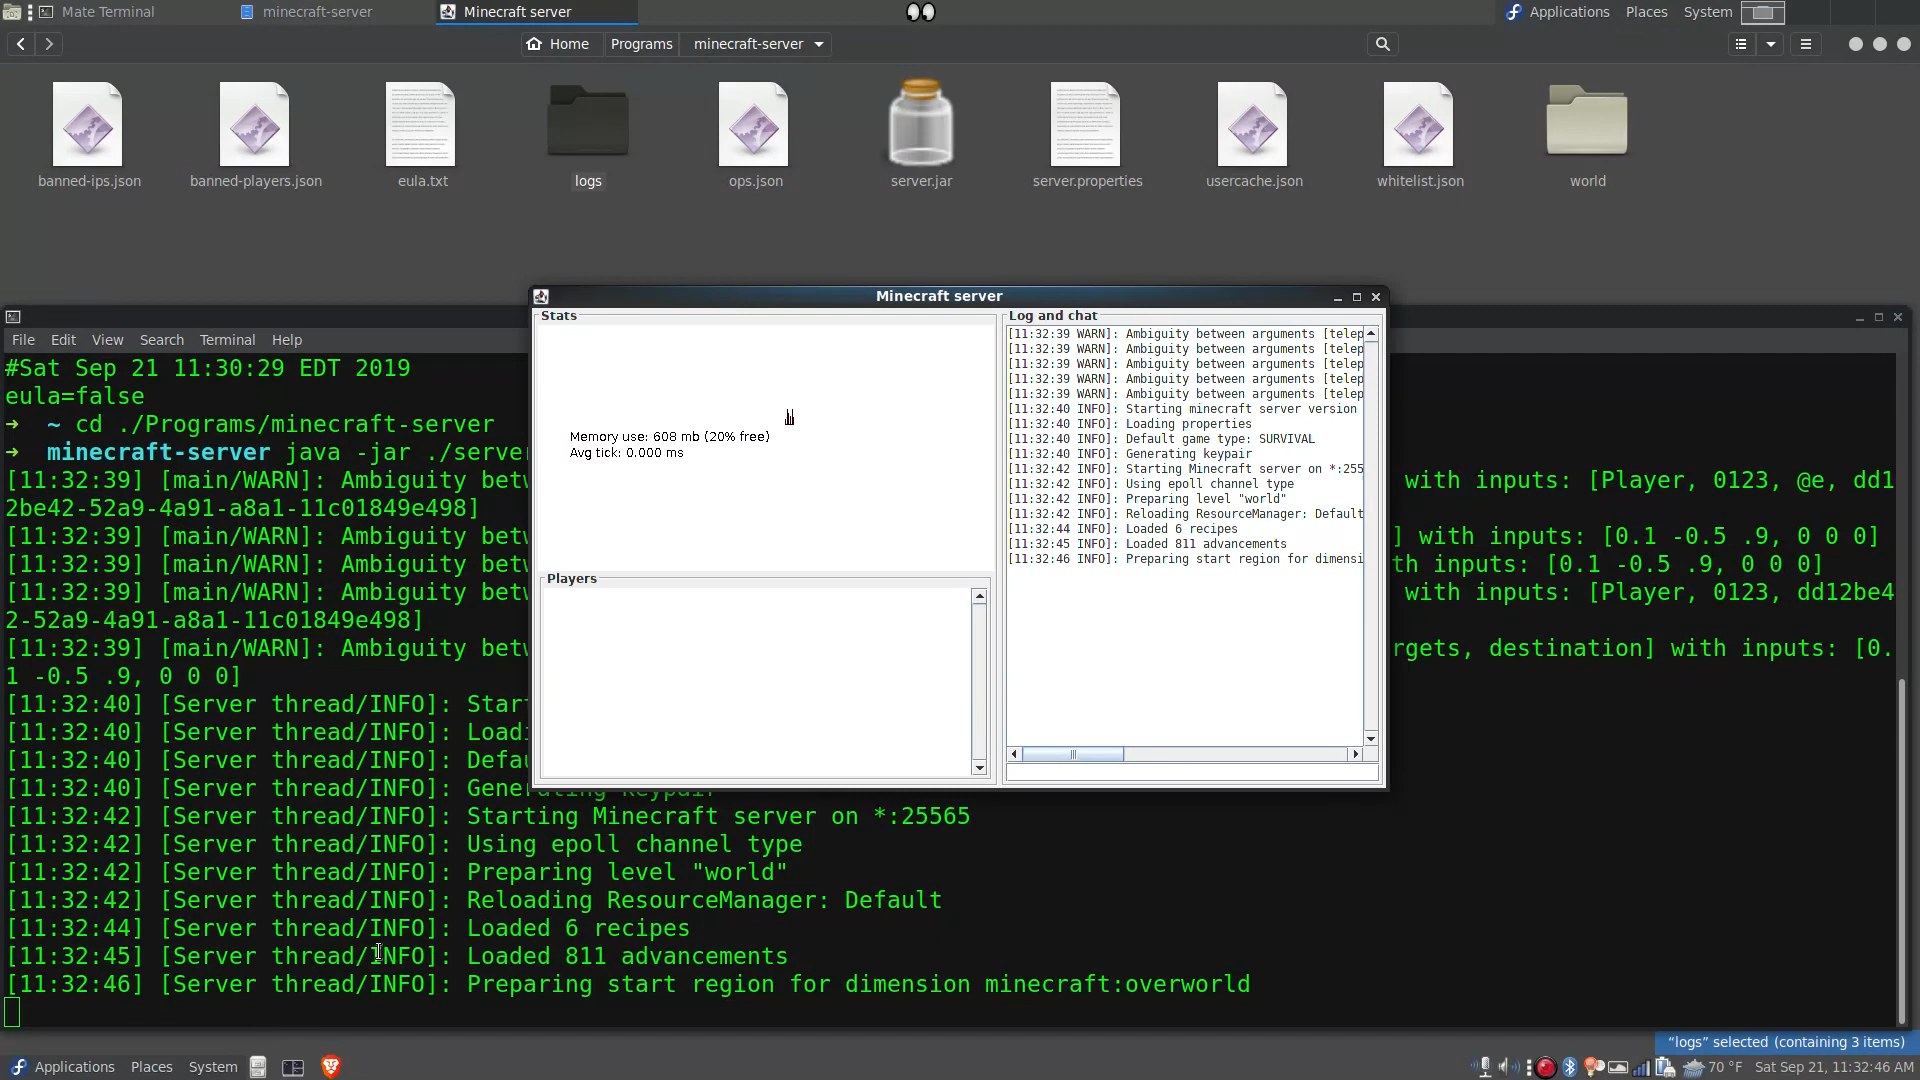 Mate Terminal
minecraft-server
Minecraft server
Applications Places System
Home Programs minecraft-server
banned-ips.json
banned-players.json
eula.txt
logs
ops.json
server.jar
server.properties
usercache.json
whitelist.json
world
Minecraft server
Stats
Memory use: 608 mb (20% free)
Avg tick: 0.000 ms
Players
Log and chat
[11:32:39 WARN]: Ambiguity between arguments [telep
[11:32:39 WARN]: Ambiguity between arguments [telep
[11:32:39 WARN]: Ambiguity between arguments [telep
[11:32:39 WARN]: Ambiguity between arguments [telep
[11:32:39 WARN]: Ambiguity between arguments [telep
[11:32:40 INFO]: Starting minecraft server version
[11:32:40 INFO]: Loading properties
[11:32:40 INFO]: Default game type: SURVIVAL
[11:32:40 INFO]: Generating keypair
[11:32:42 INFO]: Starting Minecraft server on *:255
[11:32:42 INFO]: Using epoll channel type
[11:32:42 INFO]: Preparing level "world"
[11:32:42 INFO]: Reloading ResourceManager: Default
[11:32:44 INFO]: Loaded 6 recipes
[11:32:45 INFO]: Loaded 811 advancements
[11:32:46 INFO]: Preparing start region for dimensi
File Edit View Search Terminal Help
#Sat Sep 21 11:30:29 EDT 2019
eula=false
➜ ~ cd ./Programs/minecraft-server
➜ minecraft-server java -jar ./server
[11:32:39] [main/WARN]: Ambiguity betw with inputs: [Player, 0123, @e, dd1
2be42-52a9-4a91-a8a1-11c01849e498]
[11:32:39] [main/WARN]: Ambiguity betw ] with inputs: [0.1 -0.5 .9, 0 0 0]
[11:32:39] [main/WARN]: Ambiguity betw th inputs: [0.1 -0.5 .9, 0 0 0]
[11:32:39] [main/WARN]: Ambiguity betw with inputs: [Player, 0123, dd12be4
2-52a9-4a91-a8a1-11c01849e498]
[11:32:39] [main/WARN]: Ambiguity betw rgets, destination] with inputs: [0.
1 -0.5 .9, 0 0 0]
[11:32:40] [Server thread/INFO]: Star
[11:32:40] [Server thread/INFO]: Loadi
[11:32:40] [Server thread/INFO]: Defau
[11:32:40] [Server thread/INFO]: Generating keypair
[11:32:42] [Server thread/INFO]: Starting Minecraft server on *:25565
[11:32:42] [Server thread/INFO]: Using epoll channel type
[11:32:42] [Server thread/INFO]: Preparing level "world"
[11:32:42] [Server thread/INFO]: Reloading ResourceManager: Default
[11:32:44] [Server thread/INFO]: Loaded 6 recipes
[11:32:45] [Server thread/INFO]: Loaded 811 advancements
[11:32:46] [Server thread/INFO]: Preparing start region for dimension minecraft:overworld
“logs” selected (containing 3 items)
Applications Places System
70 °F Sat Sep 21, 11:32:46 AM